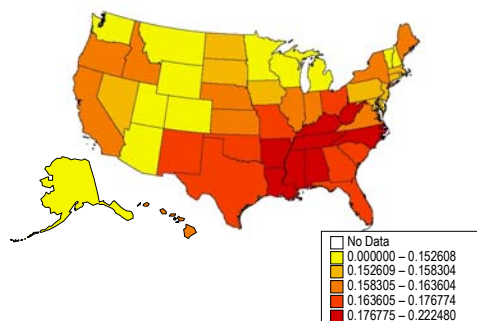 No Data
0.000000 – 0.152608
0.152609 – 0.158304
0.158305 – 0.163604
0.163605 – 0.176774
0.176775 – 0.222480